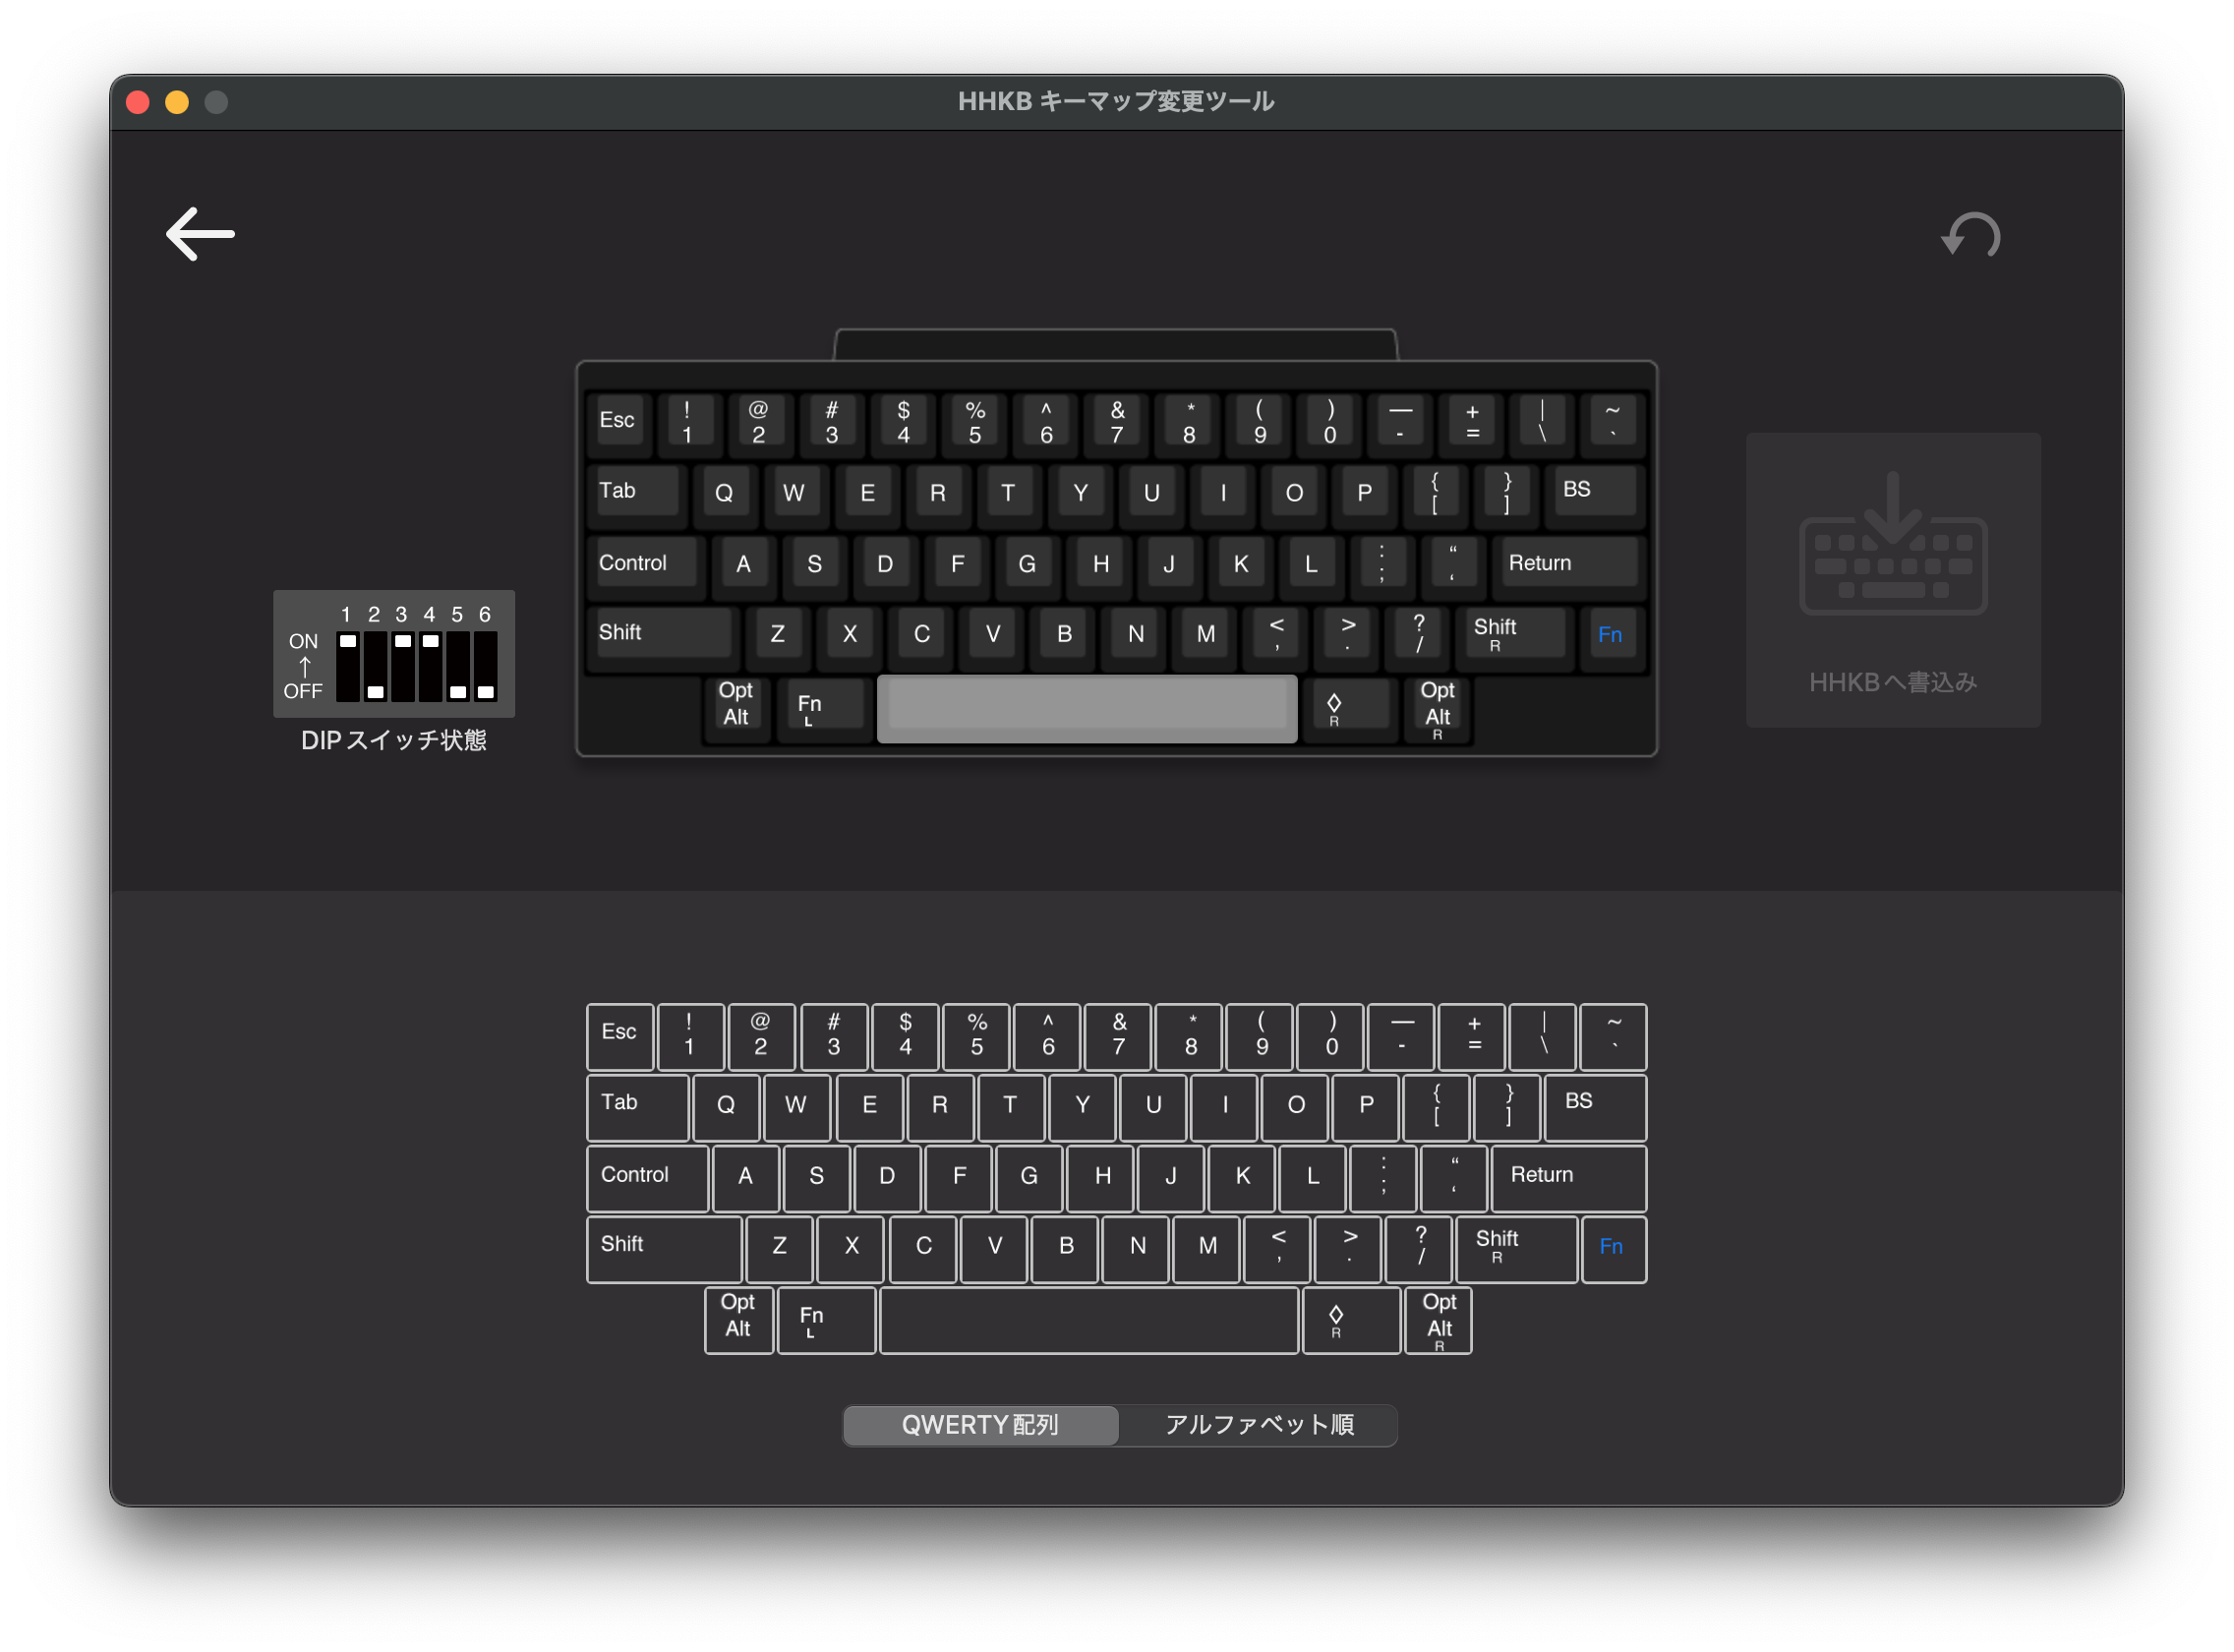 HHKB キーマップ変更ツール
Esc ! 1 @ 2 # 3 $ 4 % 5 ^ 6 & 7 * 8 ( 9 ) 0 — - + = | \ ~ `
Tab Q W E R T Y U I O P { [ } ] BS
Control A S D F G H J K L : ; “ ‘ Return
Shift Z X C V B N M < , > . ? / Shift R Fn
Opt Alt Fn L ◊ R Opt Alt R
1 2 3 4 5 6
ON
↑
OFF
DIP スイッチ状態
HHKBへ書込み
Esc ! 1 @ 2 # 3 $ 4 % 5 ^ 6 & 7 * 8 ( 9 ) 0 — - + = | \ ~ `
Tab Q W E R T Y U I O P { [ } ] BS
Control A S D F G H J K L : ; “ ‘ Return
Shift Z X C V B N M < , > . ? / Shift R Fn
Opt Alt Fn L ◊ R Opt Alt R
QWERTY配列 アルファベット順